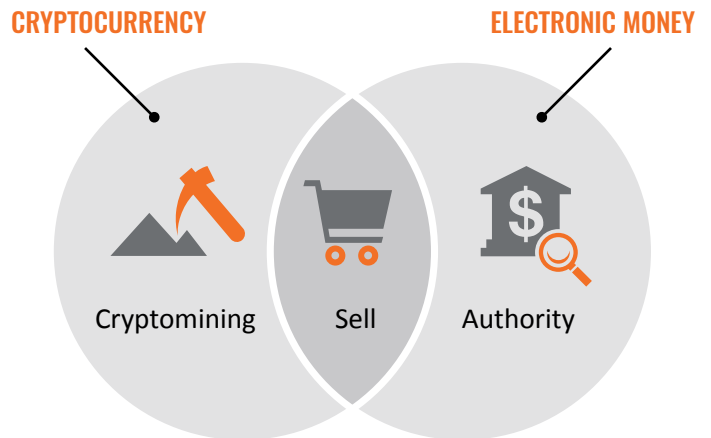 CRYPTOCURRENCY
ELECTRONIC MONEY
$
Cryptomining
Sell
Authority